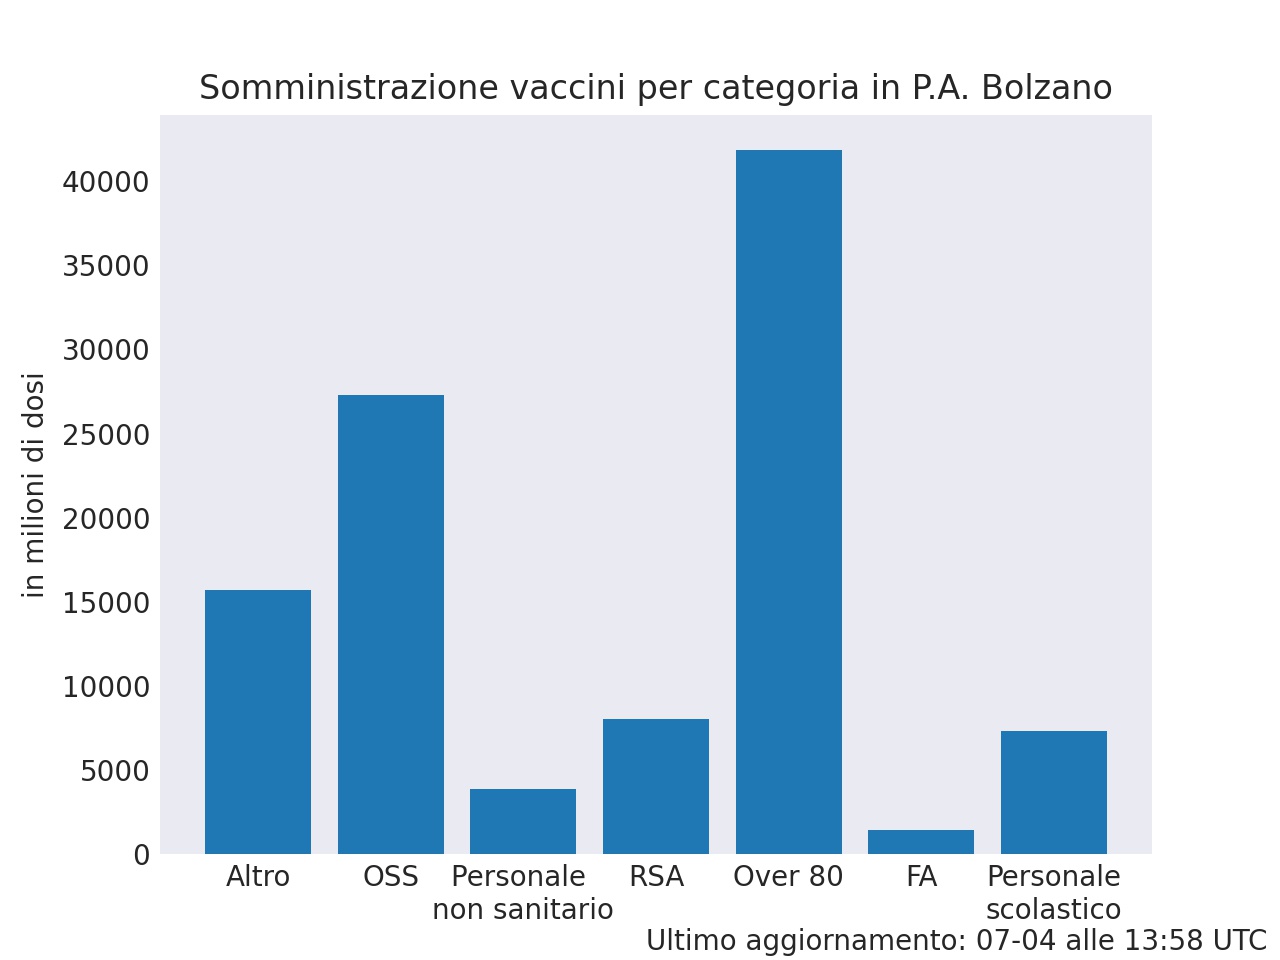 Somministrazione vaccini per categoria in P.A. Bolzano
in milioni di dosi
40000
35000
30000
25000
20000
15000
10000
5000
0
Altro OSS Personale RSA Over 80 FA Personale
non sanitario scolastico
Ultimo aggiornamento: 07-04 alle 13:58 UTC